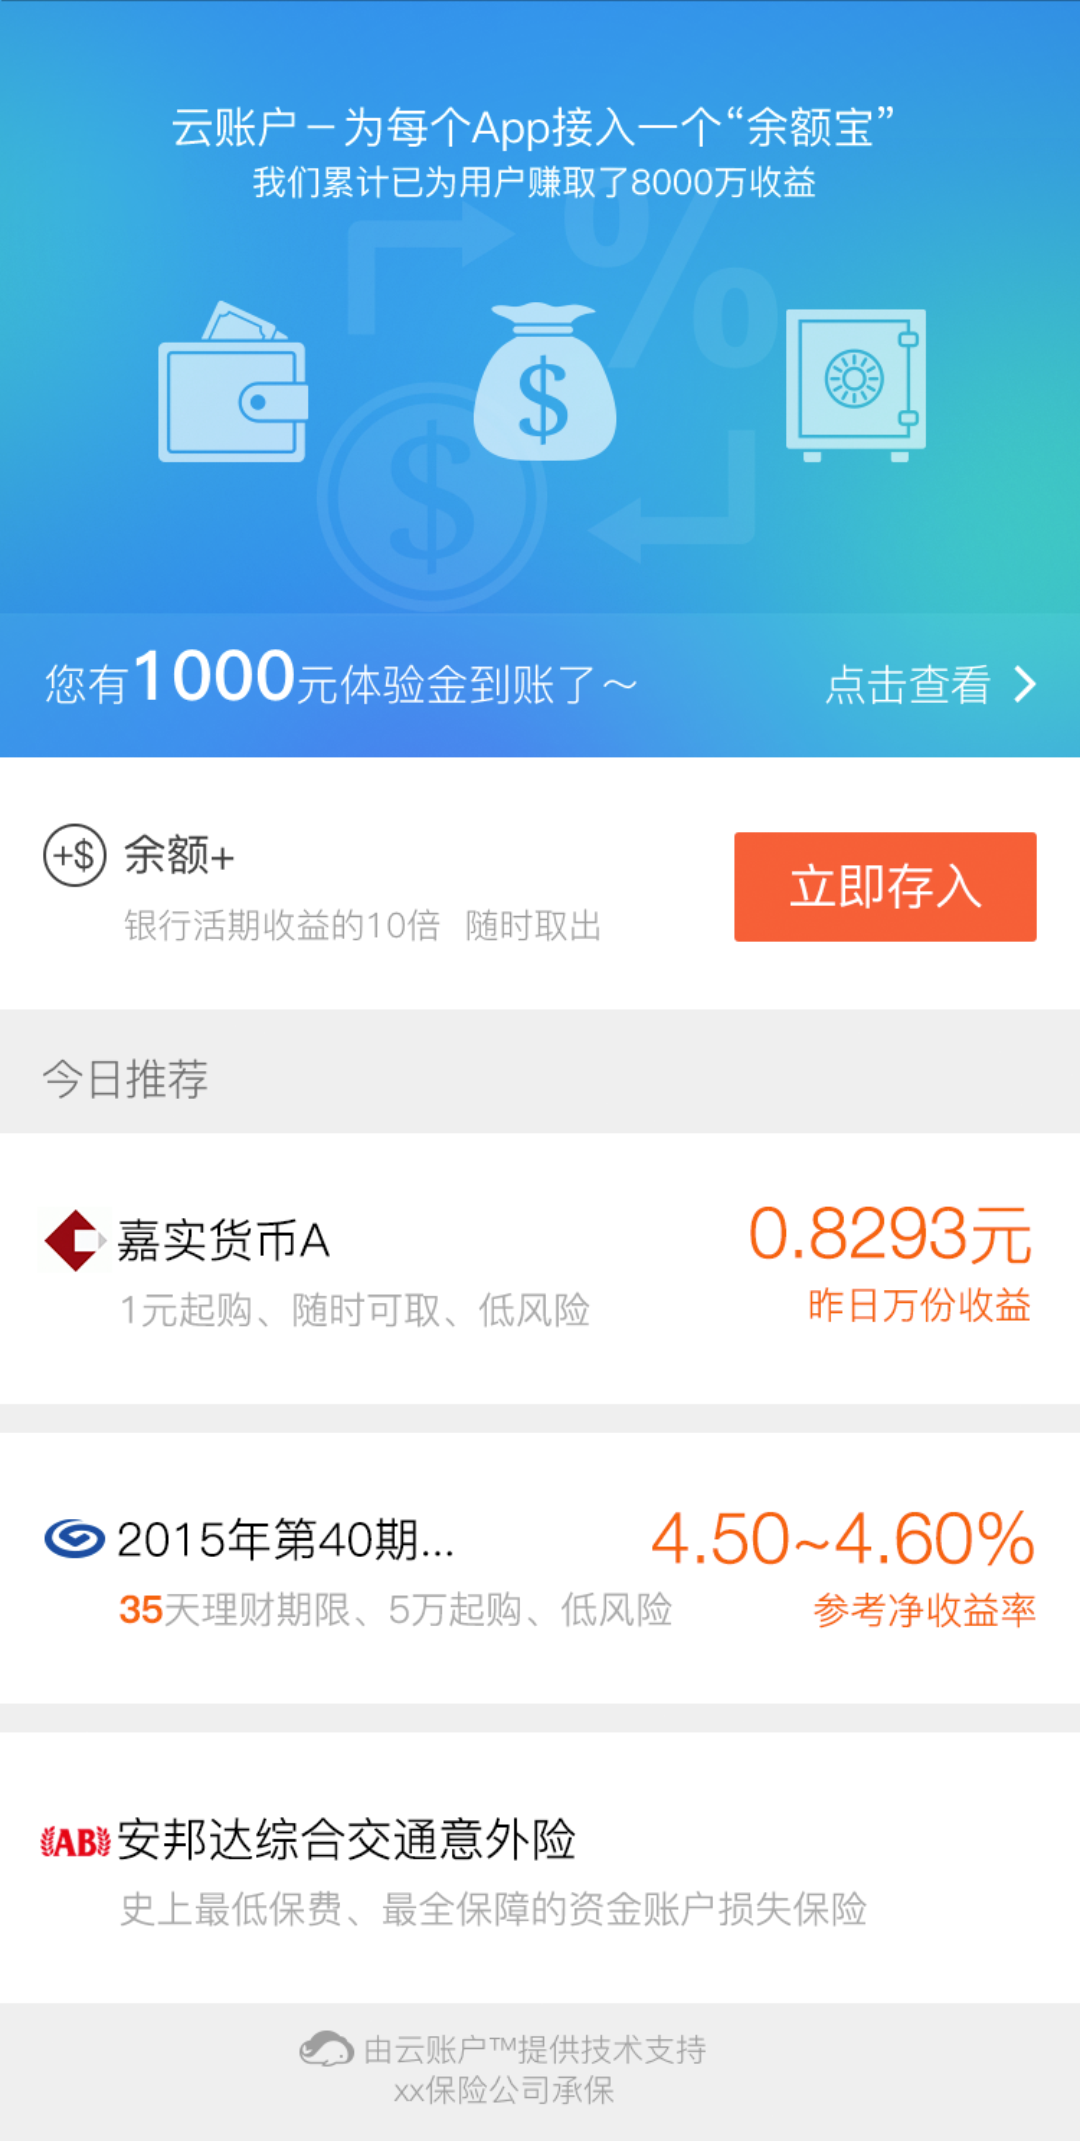 云账户－为每个App接入一个“余额宝”
我们累计已为用户赚取了8000万收益
$
%
$
您有1000元体验金到账了～ 点击查看
+$ 余额+
立即存入
银行活期收益的10倍 随时取出
今日推荐
嘉实货币A 0.8293元
1元起购、随时可取、低风险 昨日万份收益
2015年第40期... 4.50~4.60%
35天理财期限、5万起购、低风险 参考净收益率
AB 安邦达综合交通意外险
史上最低保费、最全保障的资金账户损失保险
由云账户™提供技术支持
xx保险公司承保